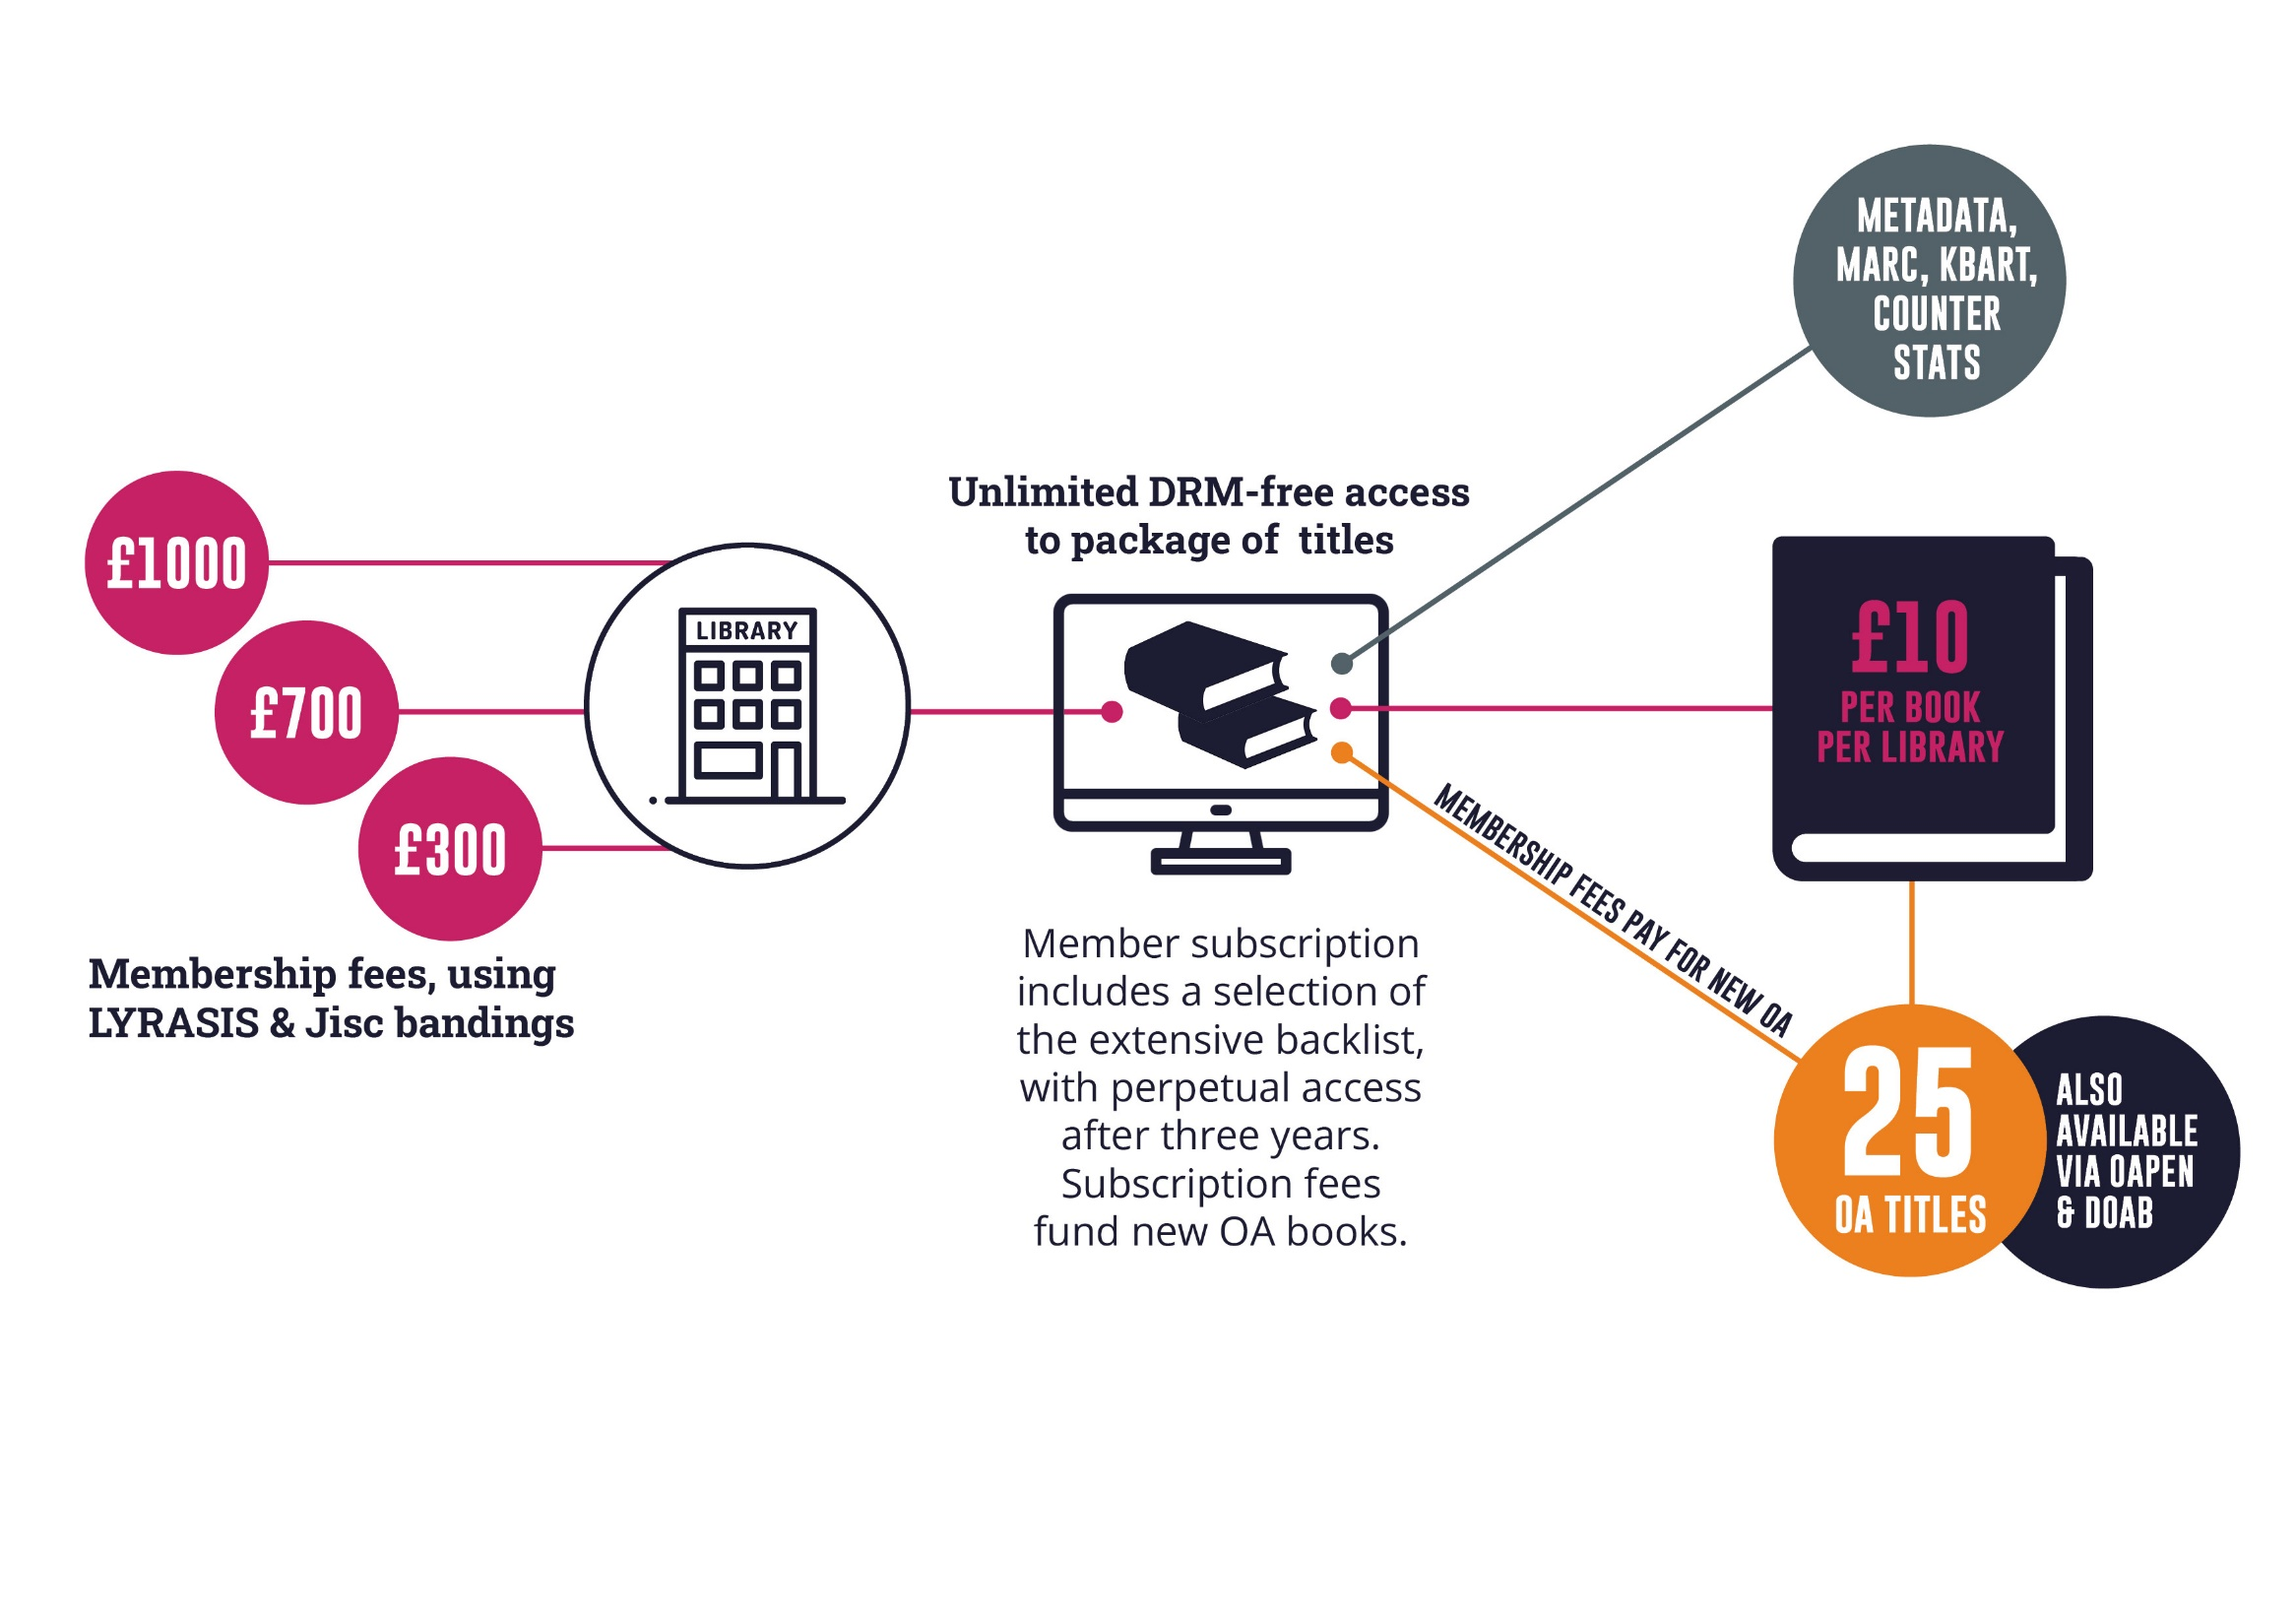 £1000
£700
£300
Membership fees, using
LYRASIS & Jisc bandings
LIBRARY
Unlimited DRM-free access
to package of titles
Member subscription
includes a selection of
the extensive backlist,
with perpetual access
after three years.
Subscription fees
fund new OA books.
METADATA,
MARC, KBART,
COUNTER
STATS
£10
PER BOOK
PER LIBRARY
MEMBERSHIP FEES PAY FOR NEW OA
25
OA TITLES
ALSO
AVAILABLE
VIA OAPEN
& DOAB